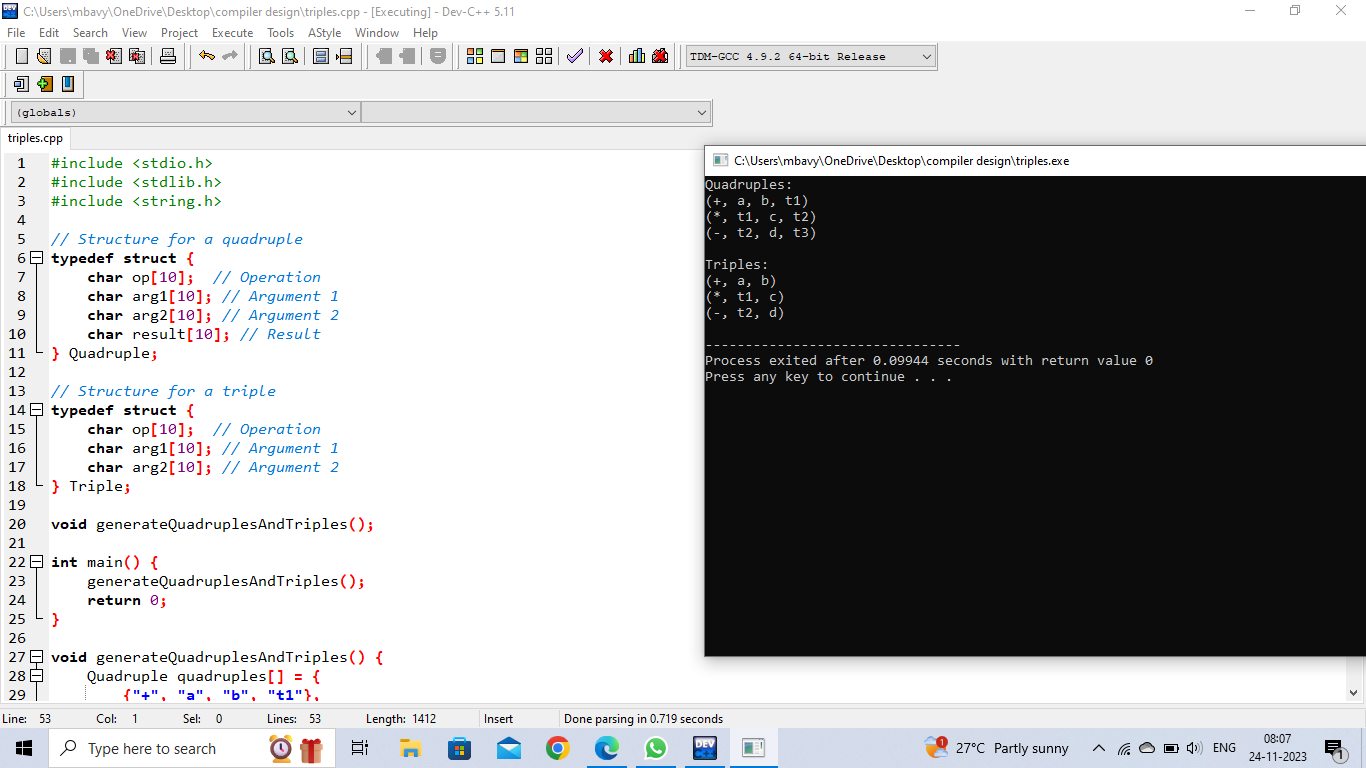 C:\Users\mbavy\OneDrive\Desktop\compiler design\triples.cpp - [Executing] - Dev-C++ 5.11
File Edit Search View Project Execute Tools AStyle Window Help
TDM-GCC 4.9.2 64-bit Release
(globals)
triples.cpp
1 #include <stdio.h>
2 #include <stdlib.h>
3 #include <string.h>
4
5 // Structure for a quadruple
6 typedef struct {
7 char op[10]; // Operation
8 char arg1[10]; // Argument 1
9 char arg2[10]; // Argument 2
10 char result[10]; // Result
11 } Quadruple;
12
13 // Structure for a triple
14 typedef struct {
15 char op[10]; // Operation
16 char arg1[10]; // Argument 1
17 char arg2[10]; // Argument 2
18 } Triple;
19
20 void generateQuadruplesAndTriples();
21
22 int main() {
23 generateQuadruplesAndTriples();
24 return 0;
25 }
26
27 void generateQuadruplesAndTriples() {
28 Quadruple quadruples[] = {
29 {"+", "a", "b", "t1"},
C:\Users\mbavy\OneDrive\Desktop\compiler design\triples.exe
Quadruples:
(+, a, b, t1)
(*, t1, c, t2)
(-, t2, d, t3)
Triples:
(+, a, b)
(*, t1, c)
(-, t2, d)
--------------------------------
Process exited after 0.09944 seconds with return value 0
Press any key to continue . . .
Line: 53 Col: 1 Sel: 0 Lines: 53 Length: 1412 Insert Done parsing in 0.719 seconds
Type here to search
DEV
1
27°C Partly sunny
ENG
08:07
24-11-2023
1